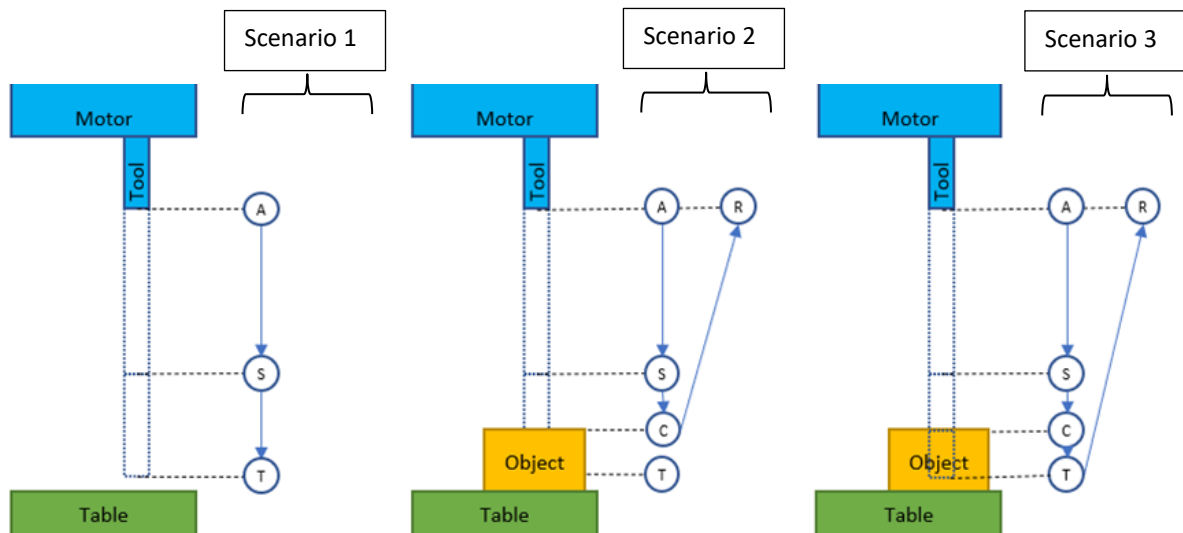 Scenario 1
Scenario 2
Scenario 3
Motor
Tool
A
S
T
Table
Motor
Tool
A
R
S
C
Object
T
Table
Motor
Tool
A
R
S
C
Object
T
Table